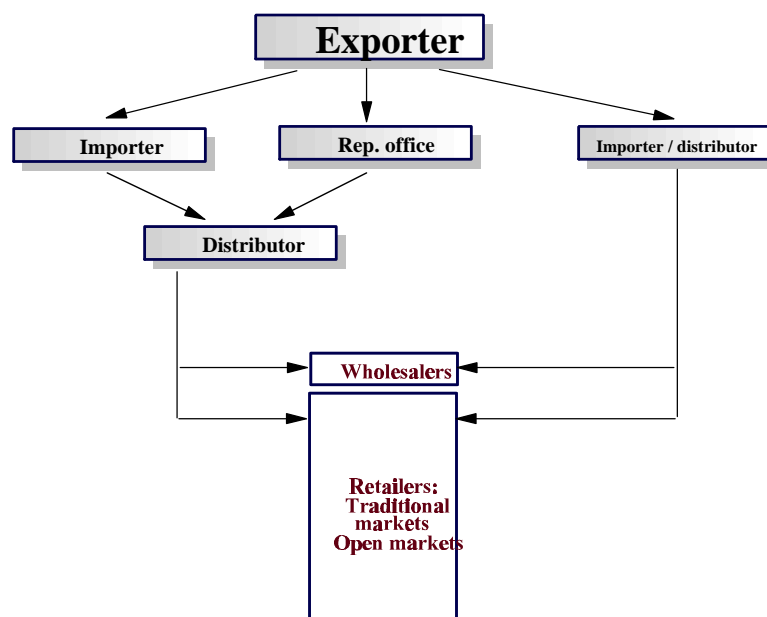 Exporter
Importer
Rep. office
Importer / distributor
Distributor
Wholesalers
Retailers:
Traditional
markets
Open markets